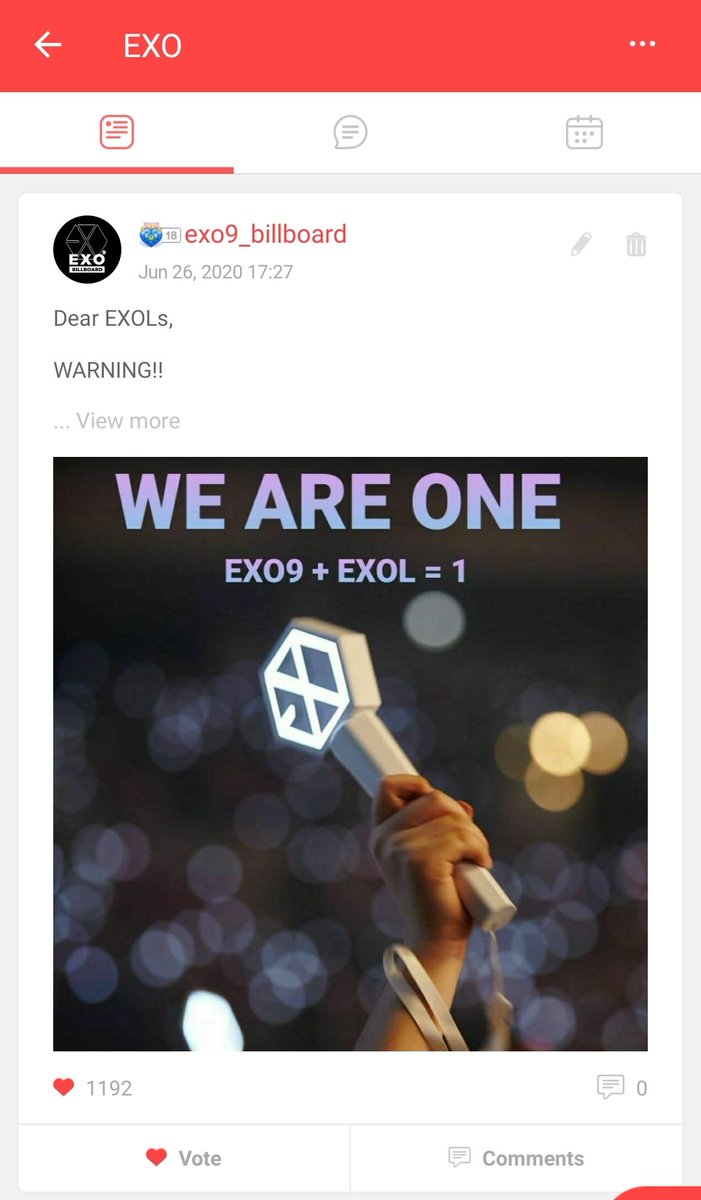 EXO
...
EXO
BILLBOARD
18 exo9_billboard
Jun 26, 2020 17:27
Dear EXOLs,
WARNING!!
... View more
WE ARE ONE
EXO9 + EXOL = 1
1192
0
Vote
Comments